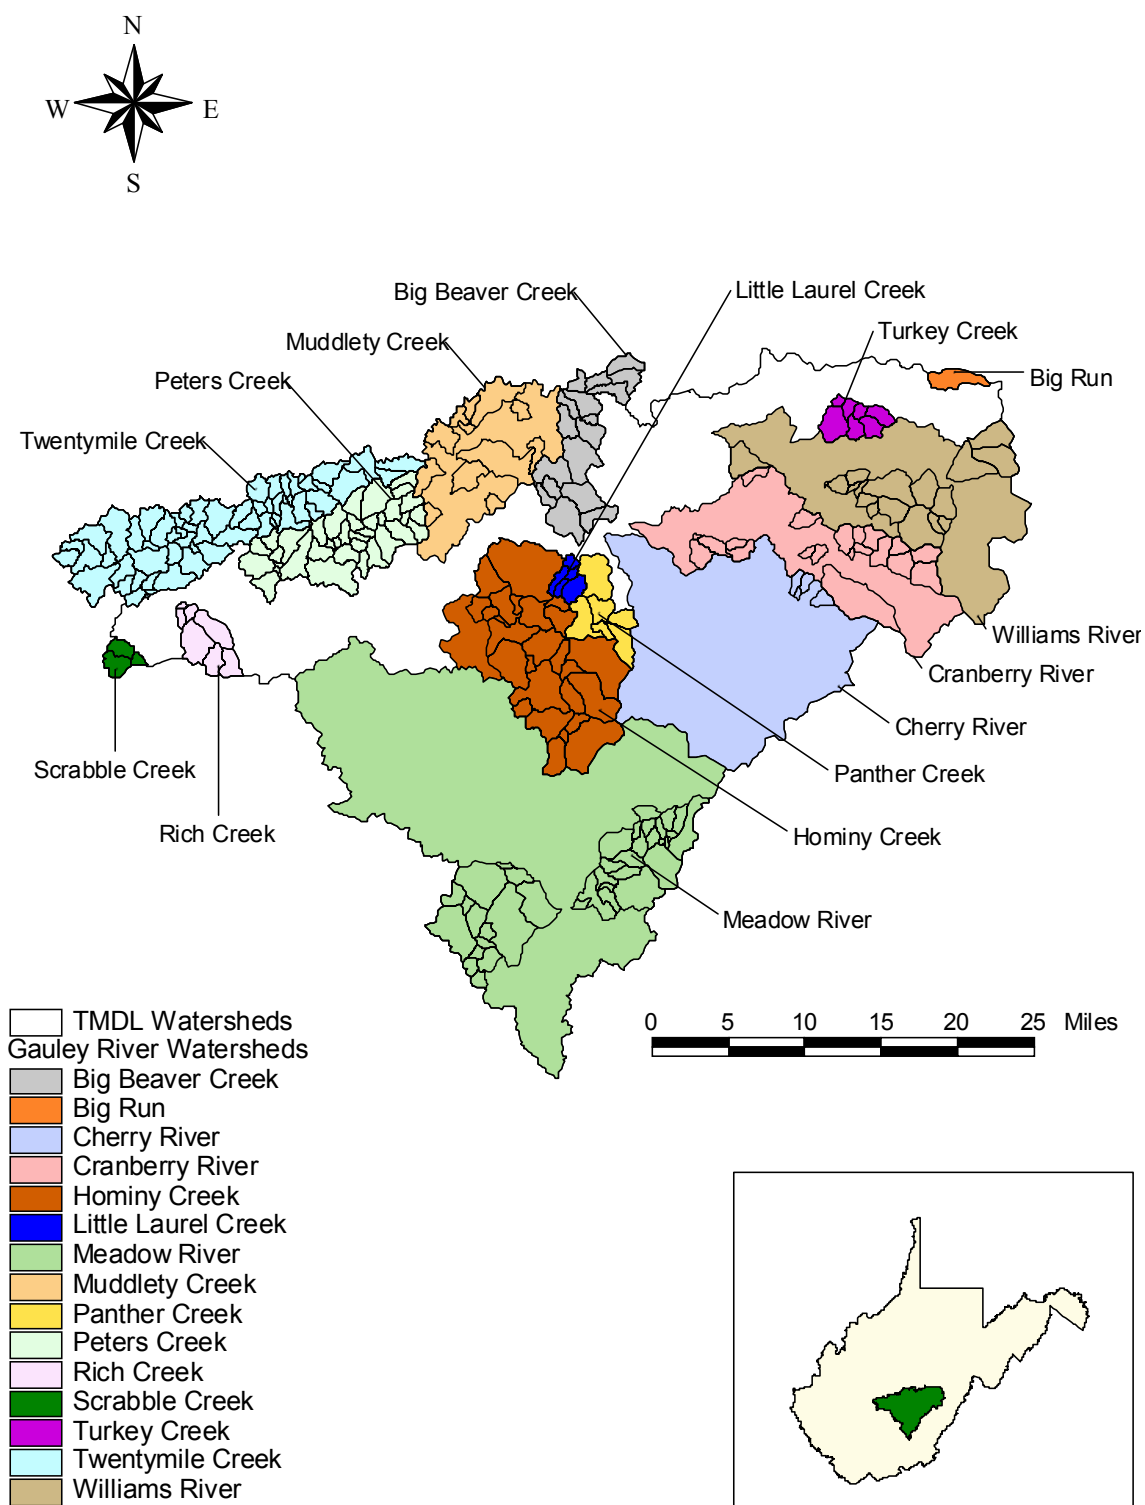 N
W E
S
Big Beaver Creek
Little Laurel Creek
Turkey Creek
Muddlety Creek
Big Run
Peters Creek
Twentymile Creek
Williams River
Cranberry River
Cherry River
Scrabble Creek
Panther Creek
Rich Creek
Hominy Creek
Meadow River
0 5 10 15 20 25 Miles
TMDL Watersheds
Gauley River Watersheds
Big Beaver Creek
Big Run
Cherry River
Cranberry River
Hominy Creek
Little Laurel Creek
Meadow River
Muddlety Creek
Panther Creek
Peters Creek
Rich Creek
Scrabble Creek
Turkey Creek
Twentymile Creek
Williams River